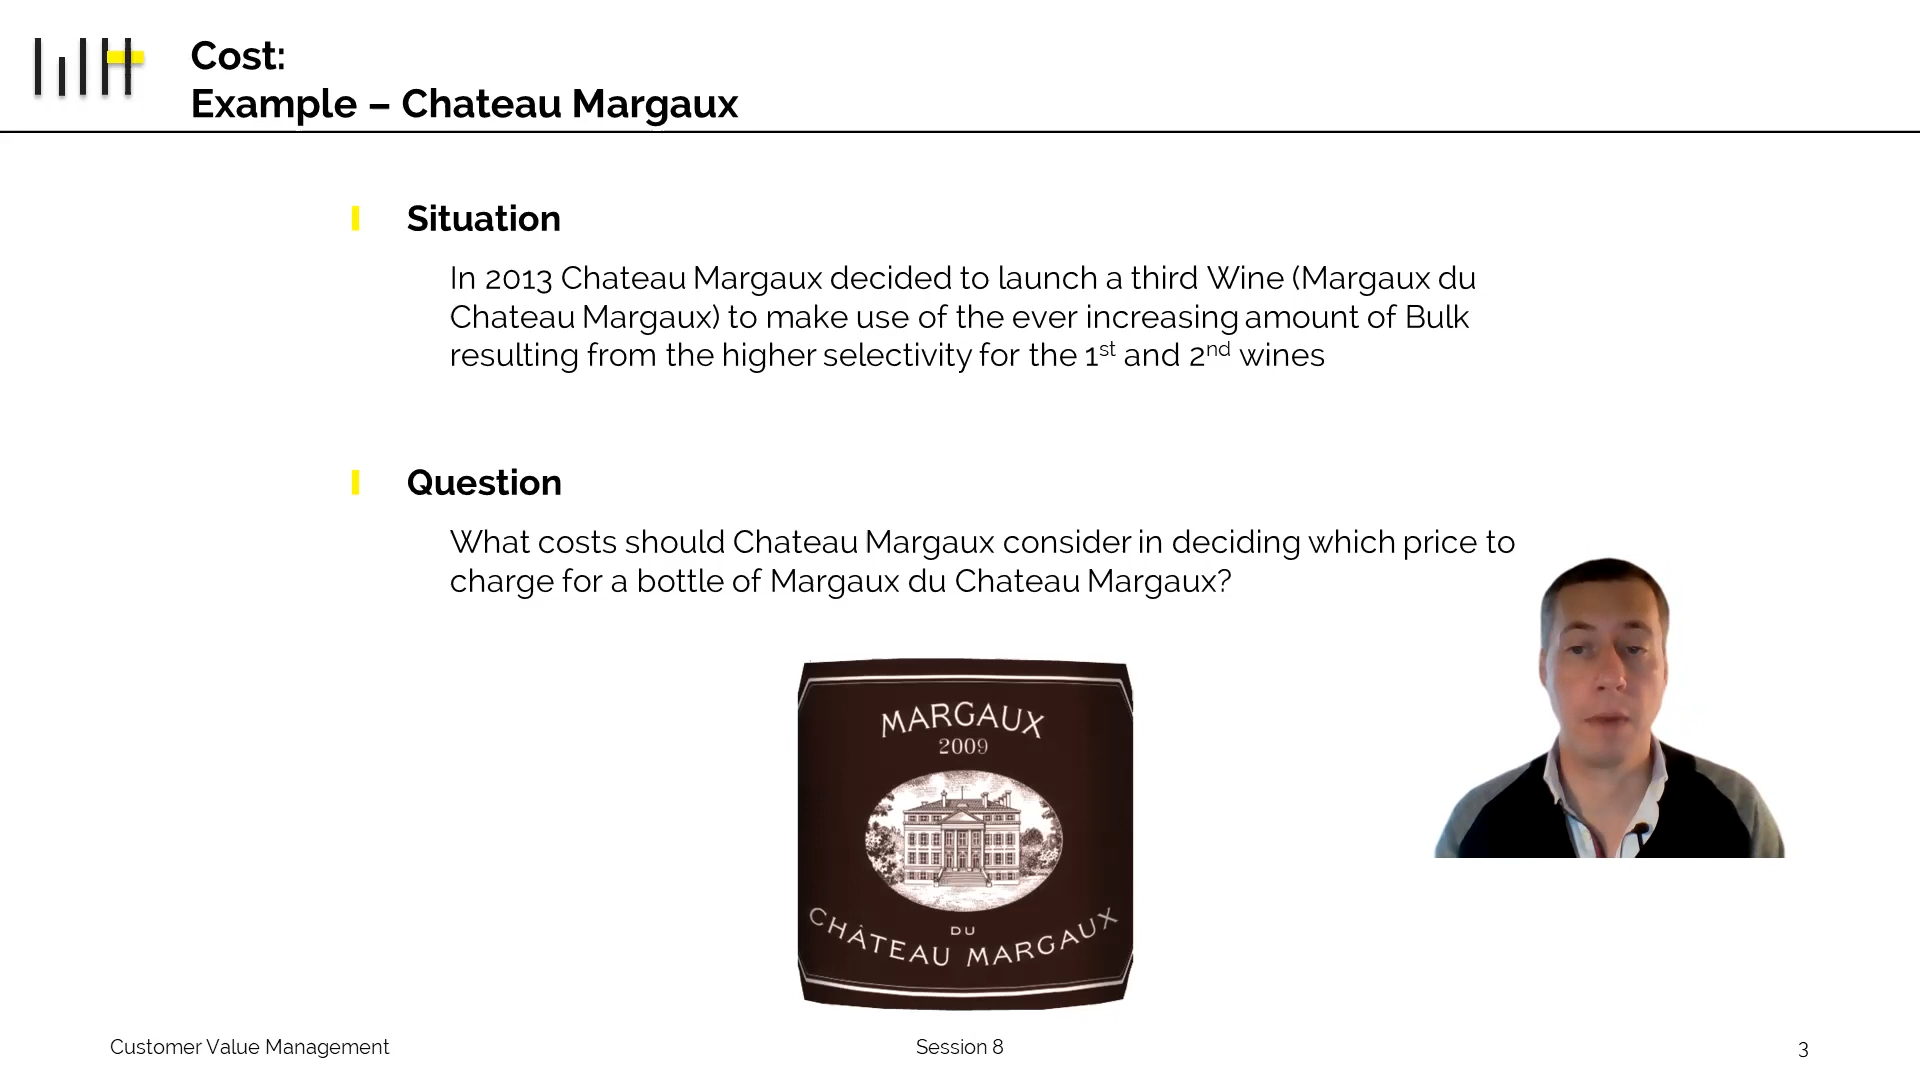 Cost:
Example – Chateau Margaux
Situation
In 2013 Chateau Margaux decided to launch a third Wine (Margaux du
Chateau Margaux) to make use of the ever increasing amount of Bulk
resulting from the higher selectivity for the 1st and 2nd wines
Question
What costs should Chateau Margaux consider in deciding which price to
charge for a bottle of Margaux du Chateau Margaux?
MARGAUX
2009
DU
CHÂTEAU MARGAUX
Customer Value Management
Session 8
3